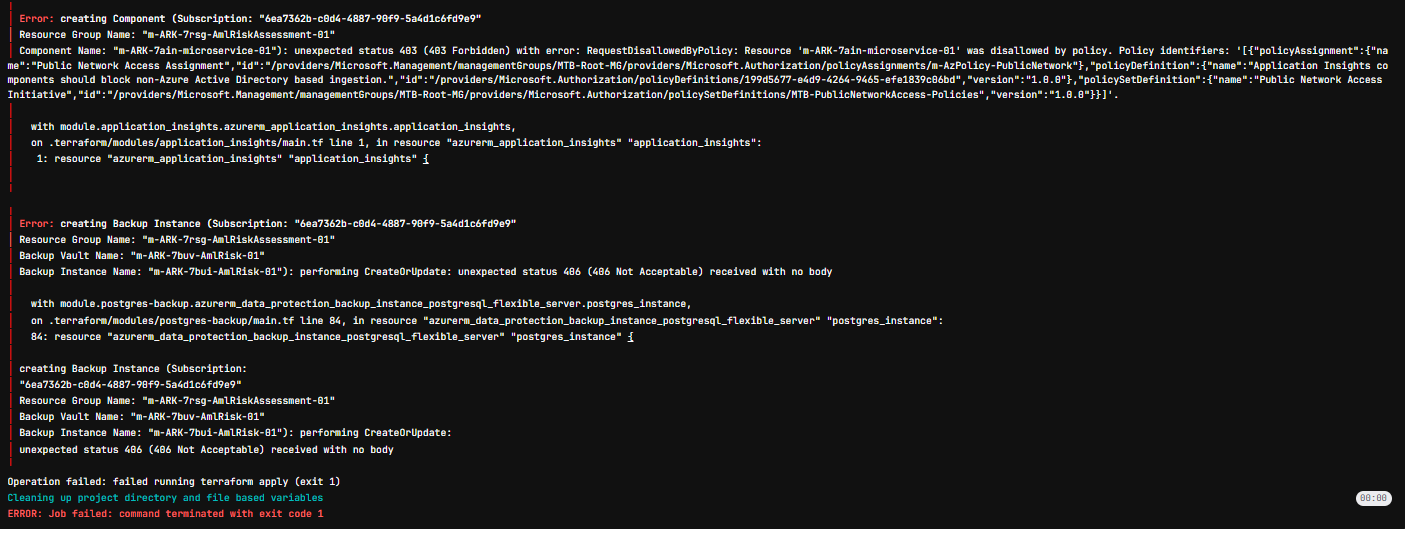 Error: creating Component (Subscription: "6ea7362b-c0d4-4887-90f9-5a4d1c6fd9e9"
Resource Group Name: "m-ARK-7rsg-AmlRiskAssessment-01"
Component Name: "m-ARK-7ain-microservice-01"): unexpected status 403 (403 Forbidden) with error: RequestDisallowedByPolicy: Resource 'm-ARK-7ain-microservice-01' was disallowed by policy. Policy identifiers: '[{"policyAssignment":{"na
me":"Public Network Access Assignment","id":"/providers/Microsoft.Management/managementGroups/MTB-Root-MG/providers/Microsoft.Authorization/policyAssignments/m-AzPolicy-PublicNetwork"},"policyDefinition":{"name":"Application Insights co
mponents should block non-Azure Active Directory based ingestion.","id":"/providers/Microsoft.Authorization/policyDefinitions/199d5677-e4d9-4264-9465-efe1839c06bd","version":"1.0.0"},"policySetDefinition":{"name":"Public Network Access
Initiative","id":"/providers/Microsoft.Management/managementGroups/MTB-Root-MG/providers/Microsoft.Authorization/policySetDefinitions/MTB-PublicNetworkAccess-Policies","version":"1.0.0"}}]'.
with module.application_insights.azurerm_application_insights.application_insights,
on .terraform/modules/application_insights/main.tf line 1, in resource "azurerm_application_insights" "application_insights":
1: resource "azurerm_application_insights" "application_insights" {
Error: creating Backup Instance (Subscription: "6ea7362b-c0d4-4887-90f9-5a4d1c6fd9e9"
Resource Group Name: "m-ARK-7rsg-AmlRiskAssessment-01"
Backup Vault Name: "m-ARK-7buv-AmlRisk-01"
Backup Instance Name: "m-ARK-7bui-AmlRisk-01"): performing CreateOrUpdate: unexpected status 406 (406 Not Acceptable) received with no body
with module.postgres-backup.azurerm_data_protection_backup_instance_postgresql_flexible_server.postgres_instance,
on .terraform/modules/postgres-backup/main.tf line 84, in resource "azurerm_data_protection_backup_instance_postgresql_flexible_server" "postgres_instance":
84: resource "azurerm_data_protection_backup_instance_postgresql_flexible_server" "postgres_instance" {
creating Backup Instance (Subscription:
"6ea7362b-c0d4-4887-90f9-5a4d1c6fd9e9"
Resource Group Name: "m-ARK-7rsg-AmlRiskAssessment-01"
Backup Vault Name: "m-ARK-7buv-AmlRisk-01"
Backup Instance Name: "m-ARK-7bui-AmlRisk-01"): performing CreateOrUpdate:
unexpected status 406 (406 Not Acceptable) received with no body
Operation failed: failed running terraform apply (exit 1)
Cleaning up project directory and file based variables
00:00
ERROR: Job failed: command terminated with exit code 1